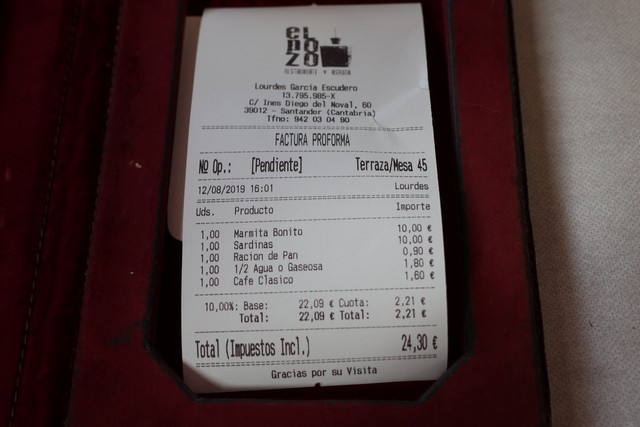 EL
PO
ZO
RESTAURANTE Y
Lourdes Garcia Escudero
13.795.985-X
C/ Ines Diego del Noval, 60
39012 - Santander (Cantabria)
Tfno: 942 03 04 90
FACTURA PROFORMA
Nº Op.: [Pendiente] Terraza/Mesa 45
12/08/2019 16:01 Lourdes
Uds. Producto Importe
1,00 Marmita Bonito 10,00 €
1,00 Sardinas 10,00 €
1,00 Racion de Pan 0,90 €
1,00 1/2 Agua o Gaseosa 1,80 €
1,00 Cafe Clasico 1,60 €
10,00%: Base: 22,09 € Cuota: 2,21 €
Total: 22,09 € Total: 2,21 €
Total (Impuestos Incl.) 24,30 €
Gracias por su Visita